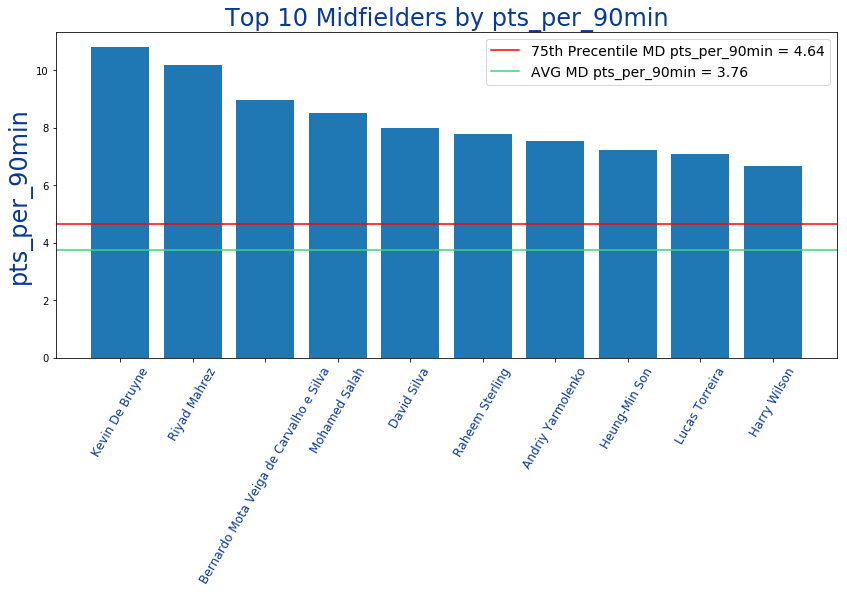 Top 10 Midfielders by pts_per_90min
75th Precentile MD pts_per_90min = 4.64
AVG MD pts_per_90min = 3.76
pts_per_90min
10
8
6
4
2
0
Kevin De Bruyne
Riyad Mahrez
Bernardo Mota Veiga de Carvalho e Silva
Mohamed Salah
David Silva
Raheem Sterling
Andriy Yarmolenko
Heung-Min Son
Lucas Torreira
Harry Wilson